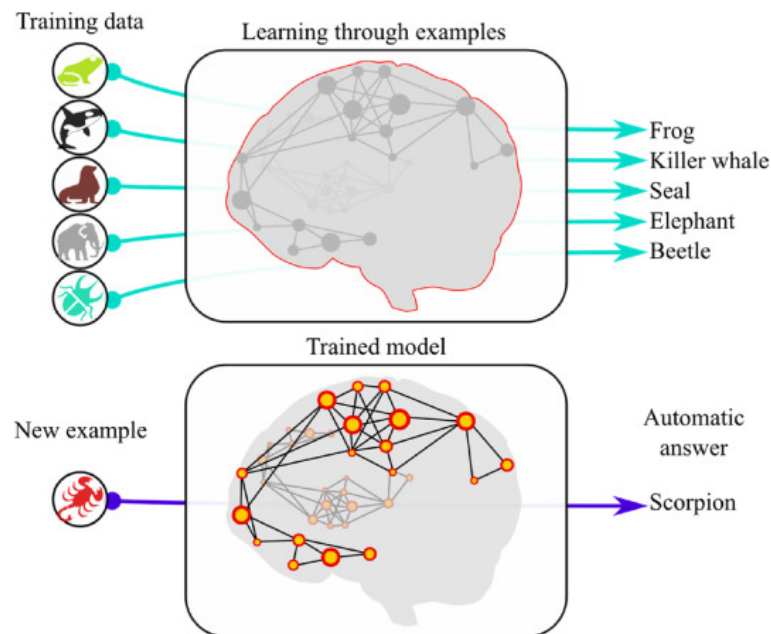 Training data
Learning through examples
Frog
Killer whale
Seal
Elephant
Beetle
Trained model
New example
Automatic
answer
Scorpion